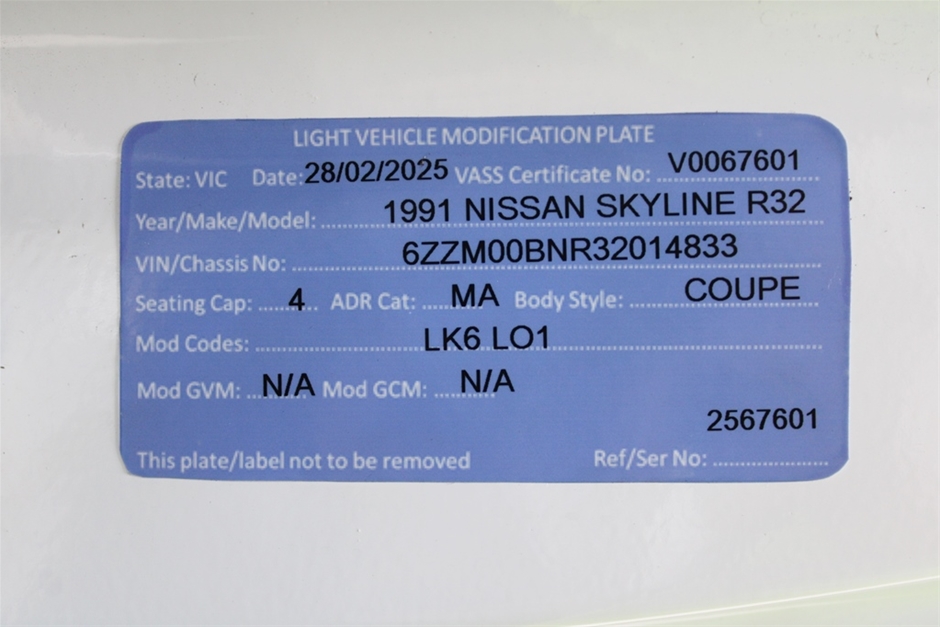 LIGHT VEHICLE MODIFICATION PLATE
State: VIC Date: 28/02/2025 VASS Certificate No: V0067601
Year/Make/Model: 1991 NISSAN SKYLINE R32
VIN/Chassis No: 6ZZM00BNR32014833
Seating Cap: 4 ADR Cat: MA Body Style: COUPE
Mod Codes: LK6 LO1
Mod GVM: N/A Mod GCM: N/A
2567601
This plate/label not to be removed Ref/Ser No: